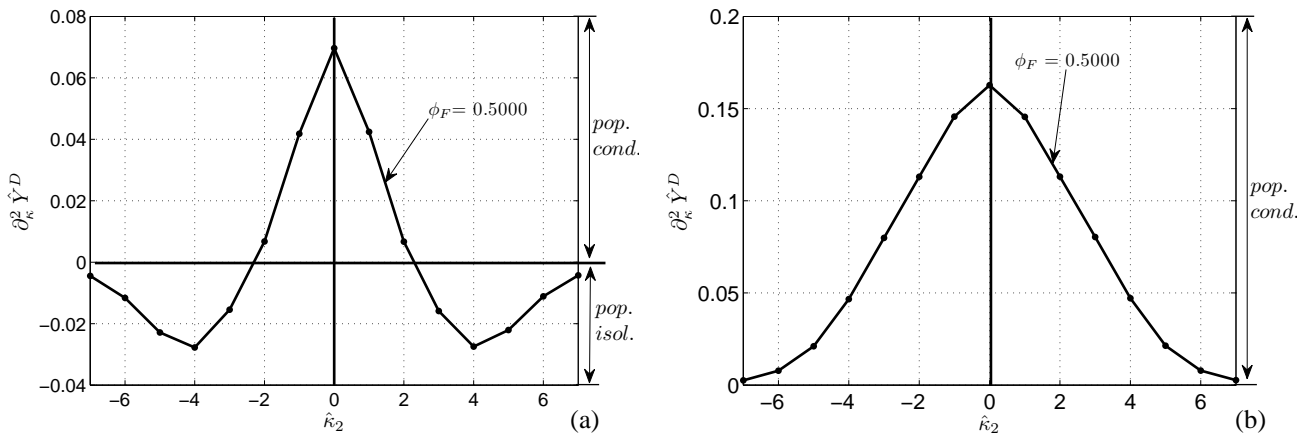 0.08
0.06
0.04
0.02
0
−0.02
−0.04
∂²κ Ŷ^D
−6 −4 −2 0 2 4 6
κ̂₂
ϕ_F = 0.5000
pop.
cond.
pop.
isol.
(a)
0.2
0.15
0.1
0.05
0
∂²κ Ŷ^D
−6 −4 −2 0 2 4 6
κ̂₂
ϕ_F = 0.5000
pop.
cond.
(b)